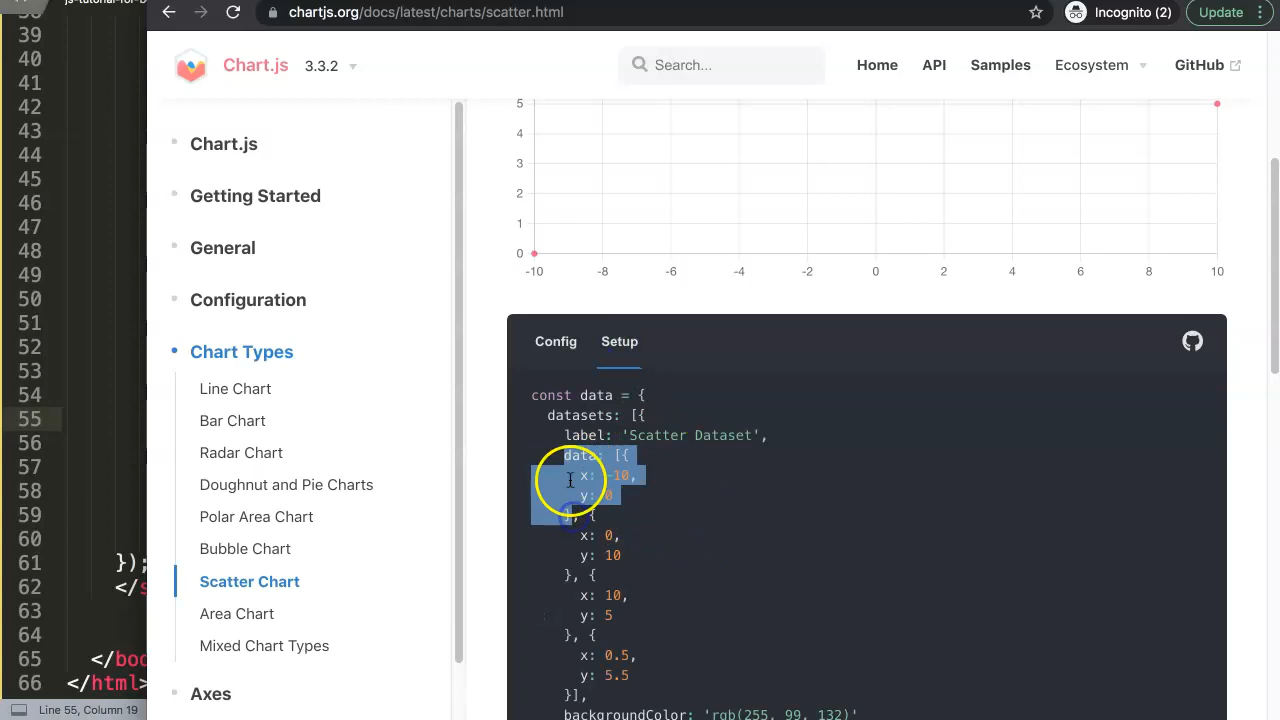 js-tutorial-for-b
chartjs.org/docs/latest/charts/scatter.html
Incognito (2)
Update
Chart.js 3.3.2
Search...
Home API Samples Ecosystem GitHub
Chart.js
Getting Started
General
Configuration
Chart Types
Line Chart
Bar Chart
Radar Chart
Doughnut and Pie Charts
Polar Area Chart
Bubble Chart
Scatter Chart
Area Chart
Mixed Chart Types
Axes
5
4
3
2
1
0
-10 -8 -6 -4 -2 0 2 4 6 8 10
Config Setup
const data = {
datasets: [{
label: 'Scatter Dataset',
data: [{
x: -10,
y: 0
}, {
x: 0,
y: 10
}, {
x: 10,
y: 5
}, {
x: 0.5,
y: 5.5
}],
backgroundColor: 'rgb(255, 99, 132)'
39
40
41
42
43
44
45
46
47
48
49
50
51
52
53
54
55
56
57
58
59
60
61 });
62 </s
63
64
65 </bod
66 </html>
Line 55, Column 19